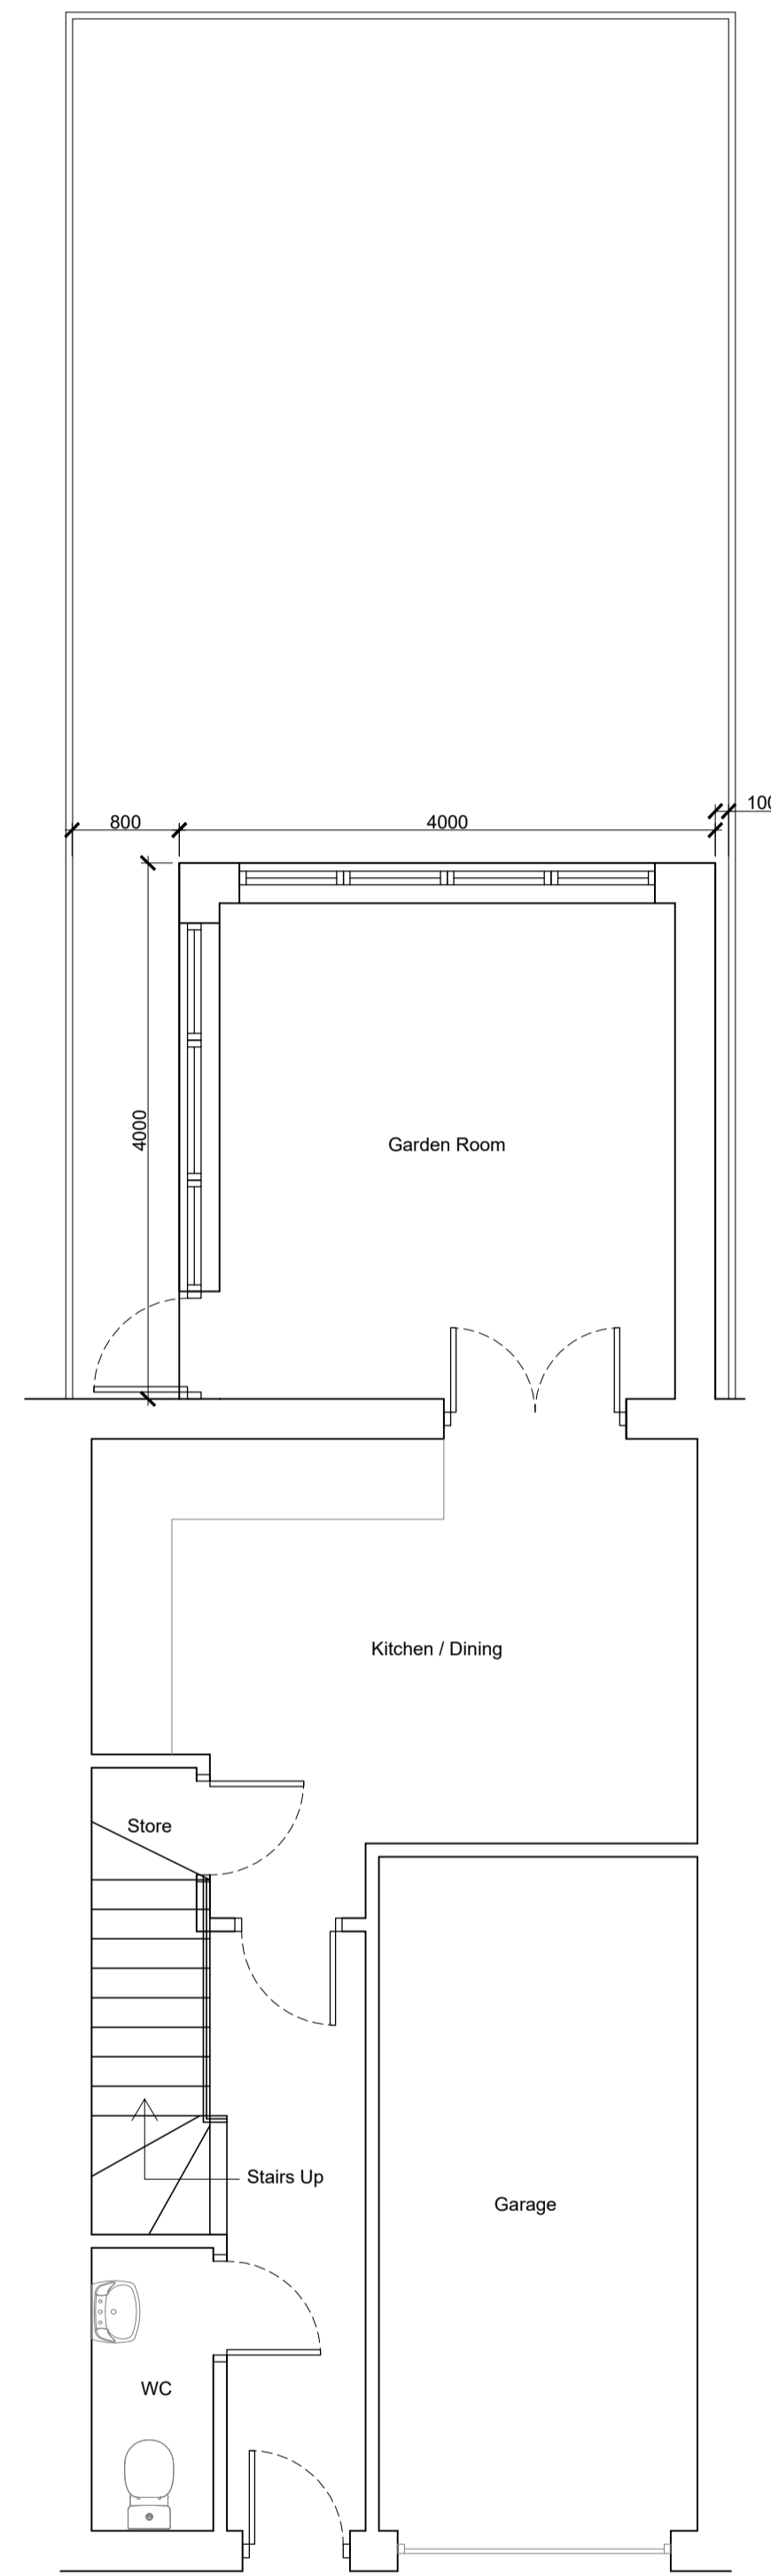 800
4000
100
4000
Garden Room
Kitchen / Dining
Store
Stairs Up
Garage
WC